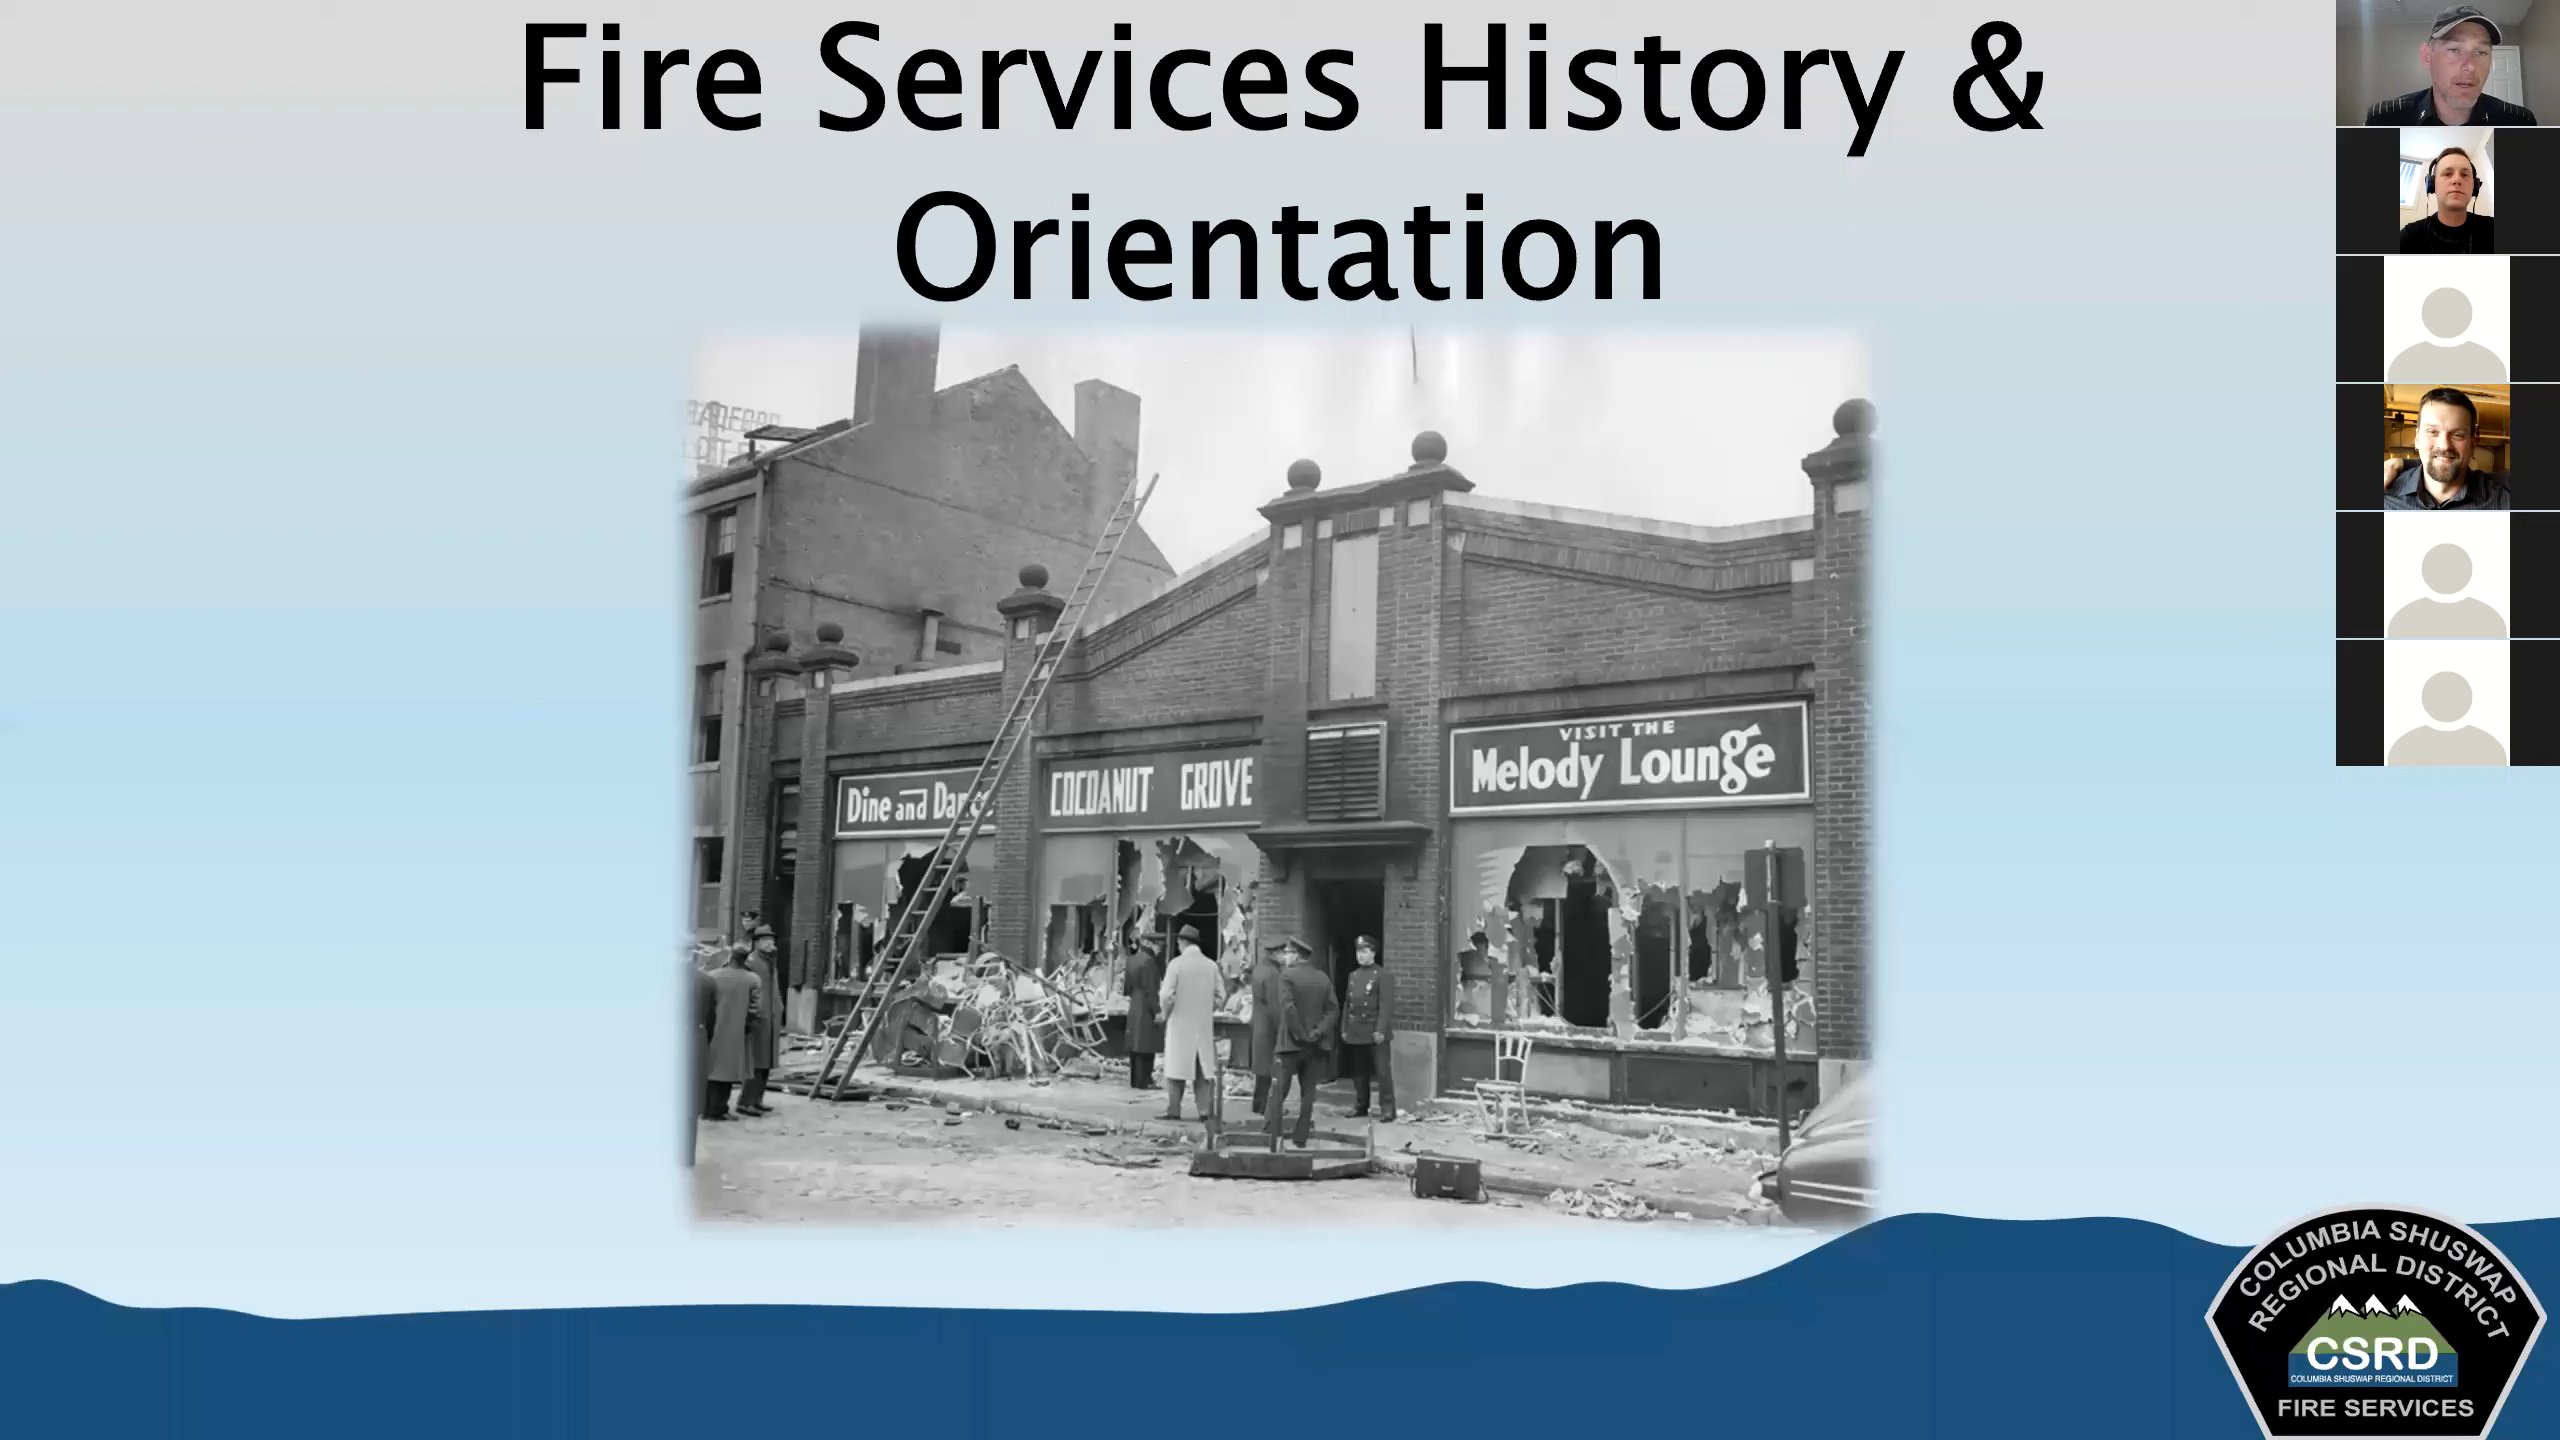 Fire Services History &
Orientation
Dine and Dance
COCOANUT GROVE
VISIT THE
Melody Lounge
COLUMBIA SHUSWAP
REGIONAL DISTRICT
CSRD
COLUMBIA SHUSWAP REGIONAL DISTRICT
FIRE SERVICES